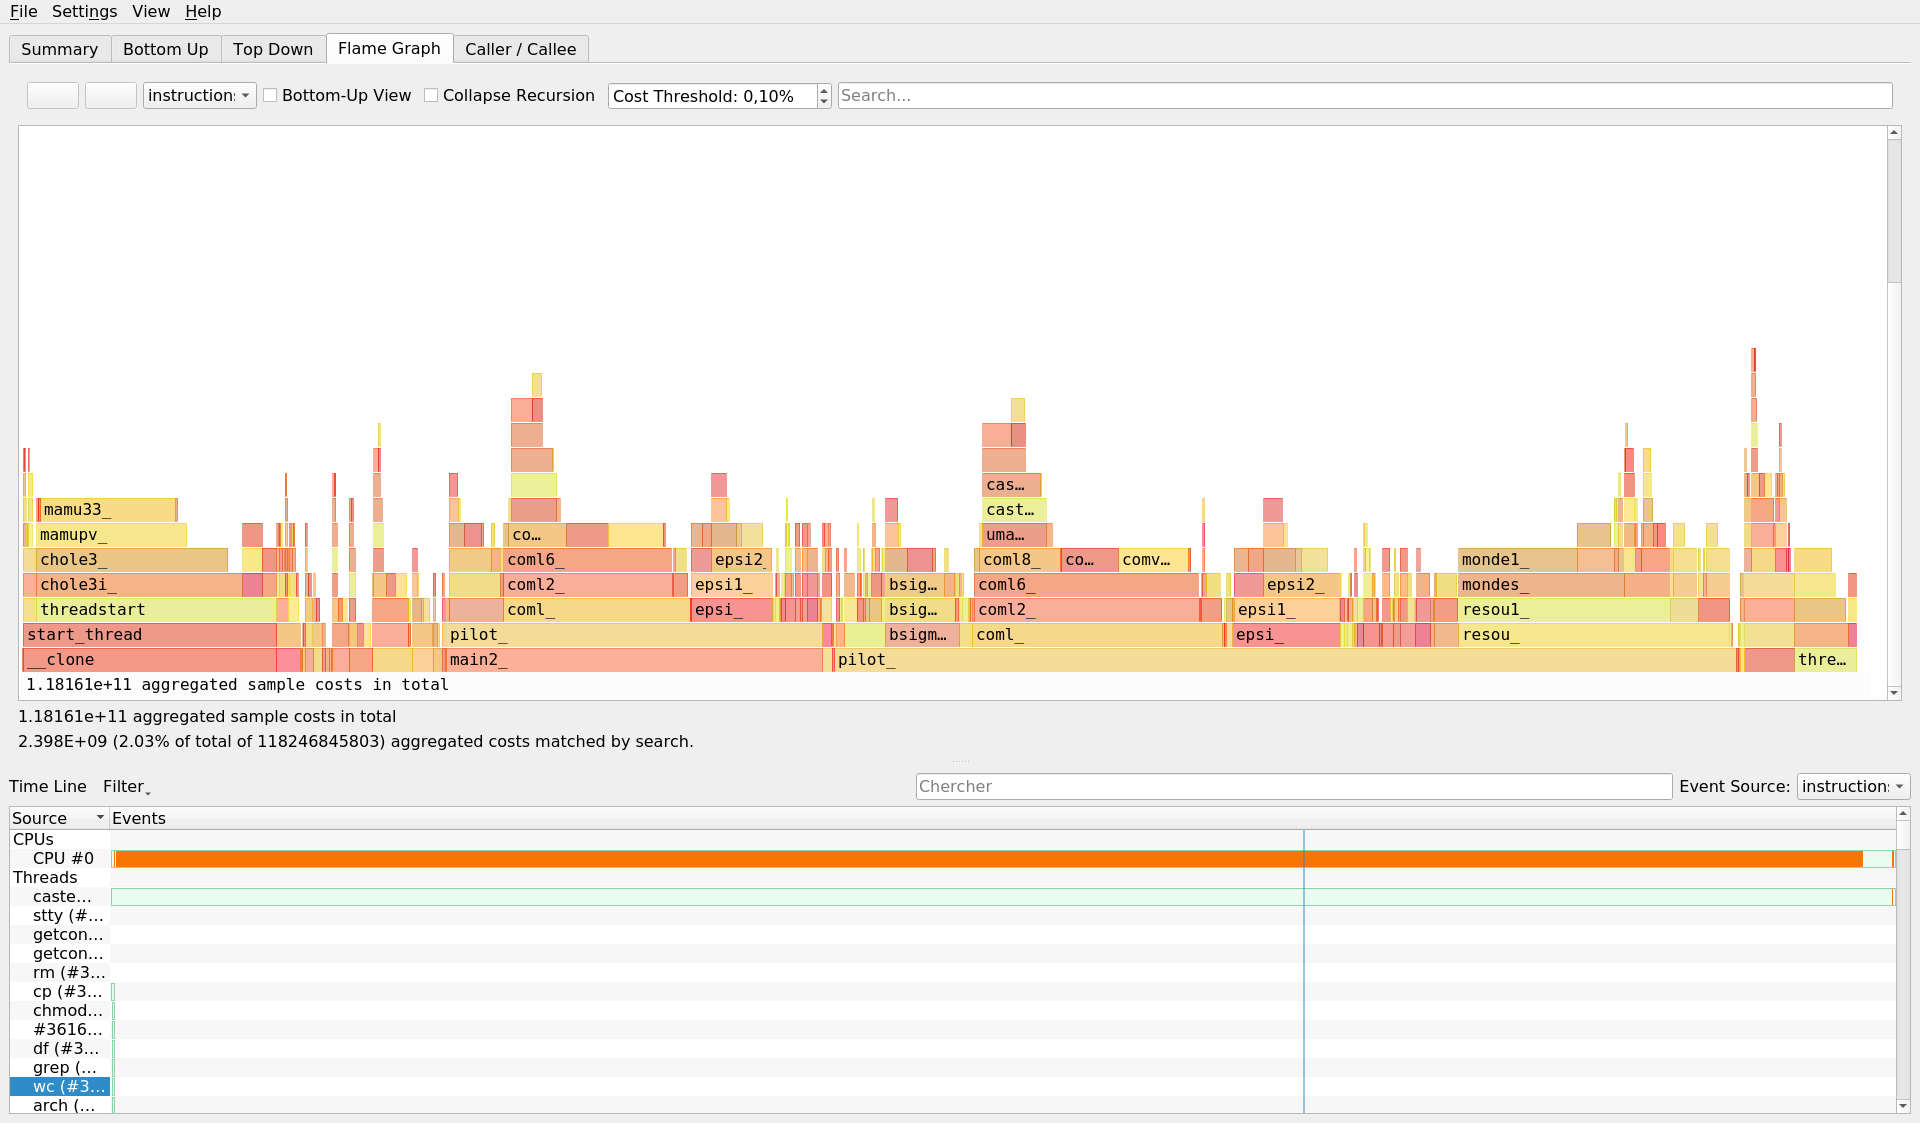 File Settings View Help
Summary Bottom Up Top Down Flame Graph Caller / Callee
instruction: Bottom-Up View Collapse Recursion Cost Threshold: 0,10% Search...
cas…
mamu33_ cast…
mamupv_ co… uma…
chole3_ coml6_ epsi2_ coml8_ co… comv… monde1_
chole3i_ coml2_ epsi1_ bsig… coml6_ epsi2_ mondes_
threadstart coml_ epsi_ bsig… coml2_ epsi1_ resou1_
start_thread pilot_ bsigm… coml_ epsi_ resou_
__clone main2_ pilot_ thre…
1.18161e+11 aggregated sample costs in total
1.18161e+11 aggregated sample costs in total
2.398E+09 (2.03% of total of 118246845803) aggregated costs matched by search.
Time Line Filter Chercher Event Source: instruction:
Source Events
CPUs
CPU #0
Threads
caste…
stty (#…
getcon…
getcon…
rm (#3…
cp (#3…
chmod…
#3616…
df (#3…
grep (…
wc (#3…
arch (…